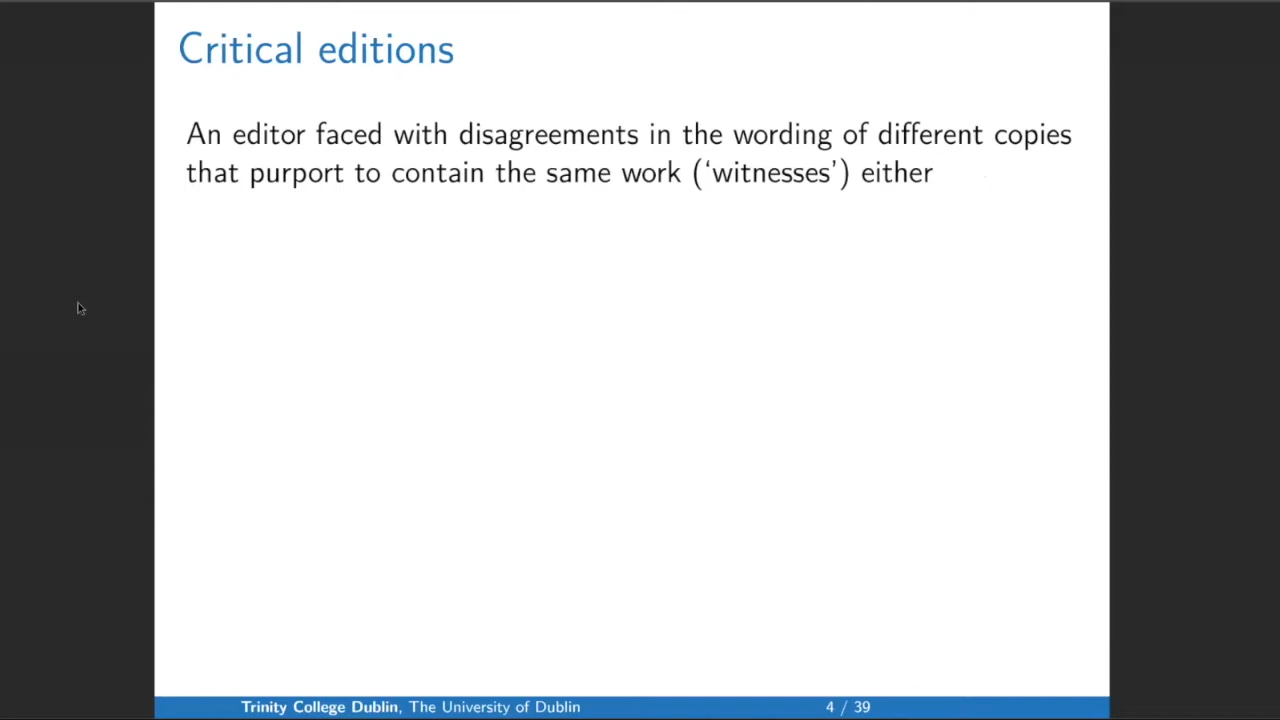 Critical editions
An editor faced with disagreements in the wording of different copies
that purport to contain the same work (‘witnesses’) either
Trinity College Dublin, The University of Dublin
4 / 39